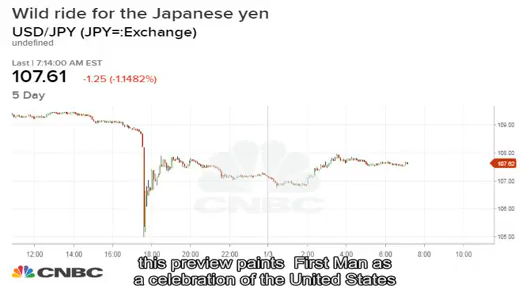 Wild ride for the Japanese yen
USD/JPY (JPY=:Exchange)
undefined
Last | 7:14:00 AM EST
107.61 -1.25 (-1.1482%)
5 Day
109.00
108.00
107.62
106.00
105.00
CNBC
12:00 14:00 16:00 18:00 20:00 22:00 1/3 2:00 4:00 6:00 8:00 10:00
CNBC
this preview paints First Man as
a celebration of the United States